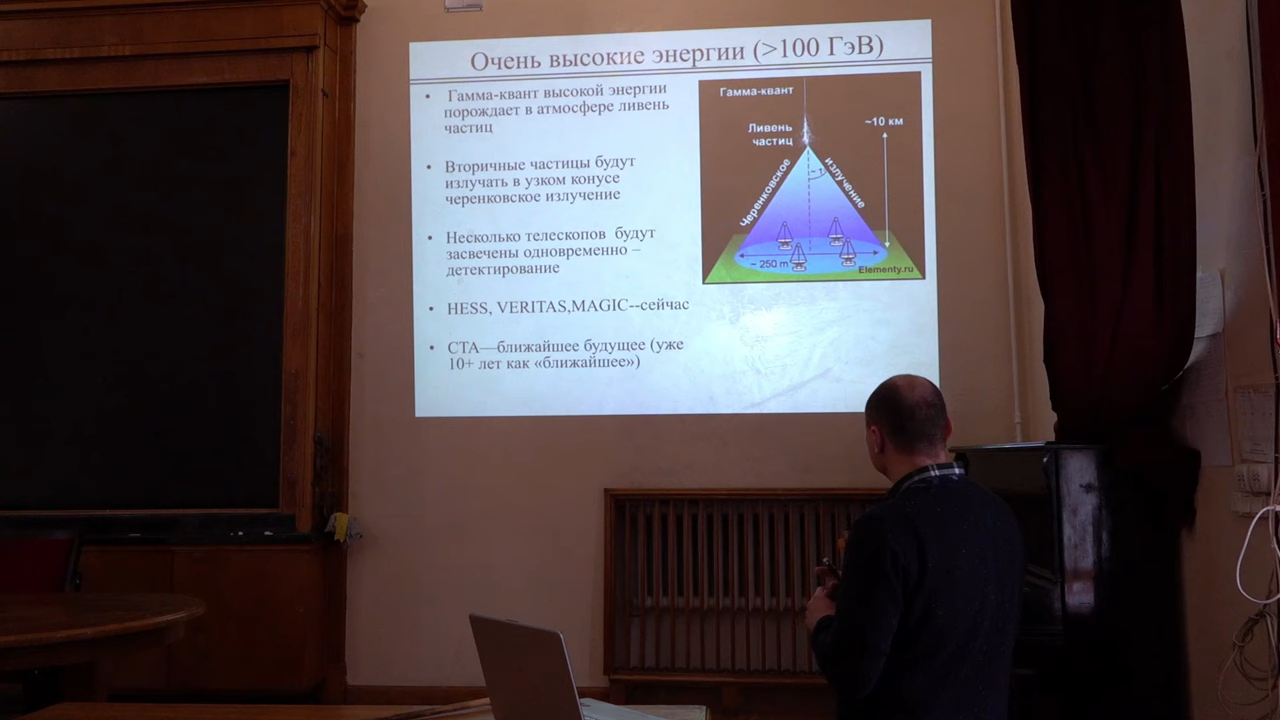 Очень высокие энергии (>100 ГэВ)
• Гамма-квант высокой энергии
порождает в атмосфере ливень
частиц
• Вторичные частицы будут
излучать в узком конусе
черенковское излучение
• Несколько телескопов будут
засвечены одновременно –
детектирование
• HESS, VERITAS,MAGIC--сейчас
• CTA—ближайшее будущее (уже
10+ лет как «ближайшее»)
Гамма-квант
Ливень
частиц
~10 км
Черенковское
излучение
~ 1
~ 250 m
Elementy.ru